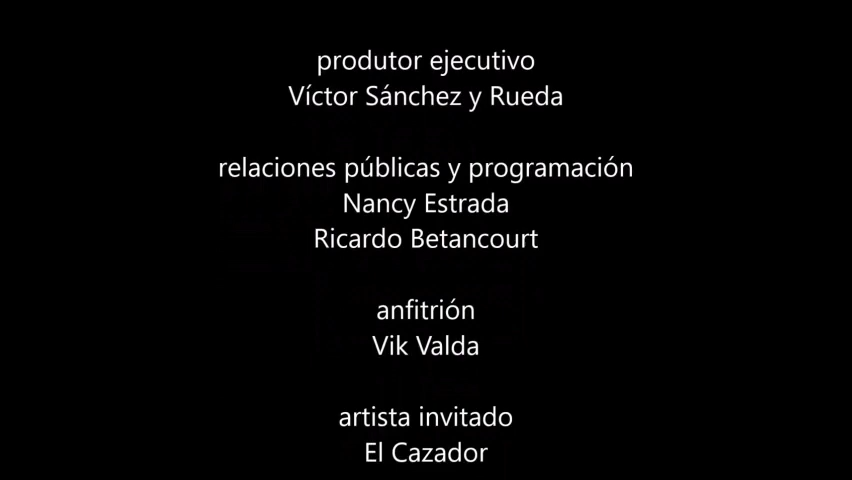 produtor ejecutivo
Víctor Sánchez y Rueda
relaciones públicas y programación
Nancy Estrada
Ricardo Betancourt
anfitrión
Vik Valda
artista invitado
El Cazador